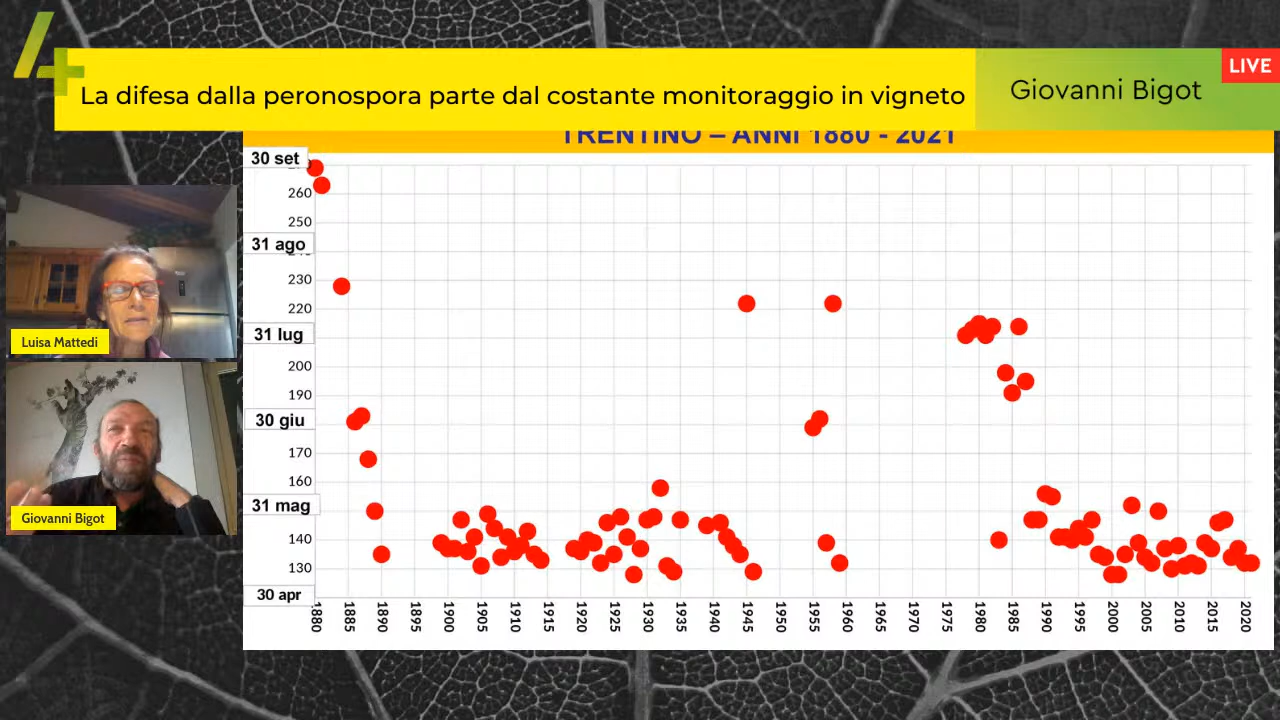 4
La difesa dalla peronospora parte dal costante monitoraggio in vigneto
Giovanni Bigot
LIVE
TRENTINO – ANNI 1880 - 2021
30 set
260
250
31 ago
230
220
31 lug
200
190
30 giu
170
160
31 mag
140
130
30 apr
1880 1885 1890 1895 1900 1905 1910 1915 1920 1925 1930 1935 1940 1945 1950 1955 1960 1965 1970 1975 1980 1985 1990 1995 2000 2005 2010 2015 2020
Luisa Mattedi
Giovanni Bigot